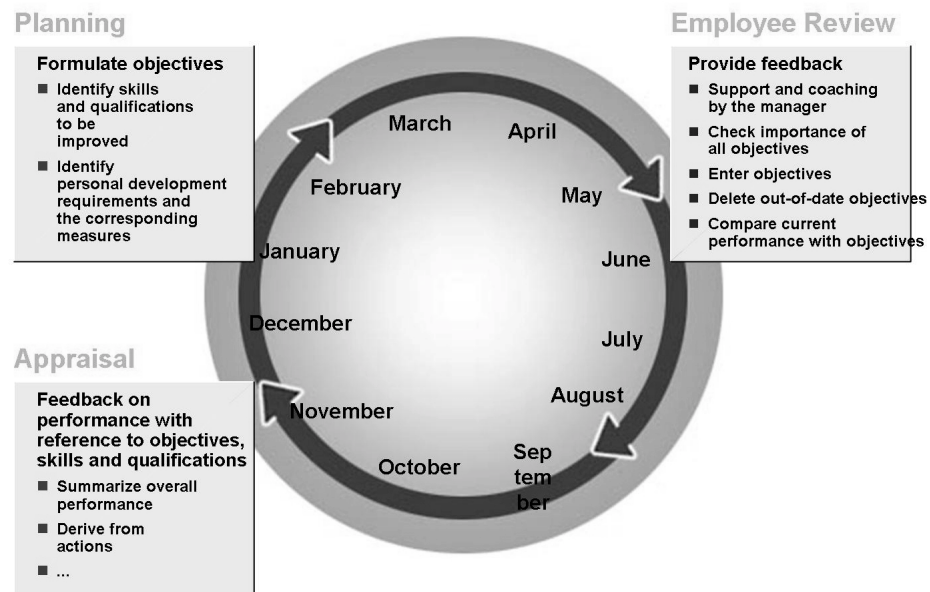 Planning
Formulate objectives
Identify skills
and qualifications
to be
improved
Identify
personal development
requirements and
the corresponding
measures
Employee Review
Provide feedback
Support and coaching
by the manager
Check importance of
all objectives
Enter objectives
Delete out-of-date objectives
Compare current
performance with objectives
March
April
May
June
July
August
Sep
tem
ber
October
November
December
January
February
Appraisal
Feedback on
performance with
reference to objectives,
skills and qualifications
Summarize overall
performance
Derive from
actions
...